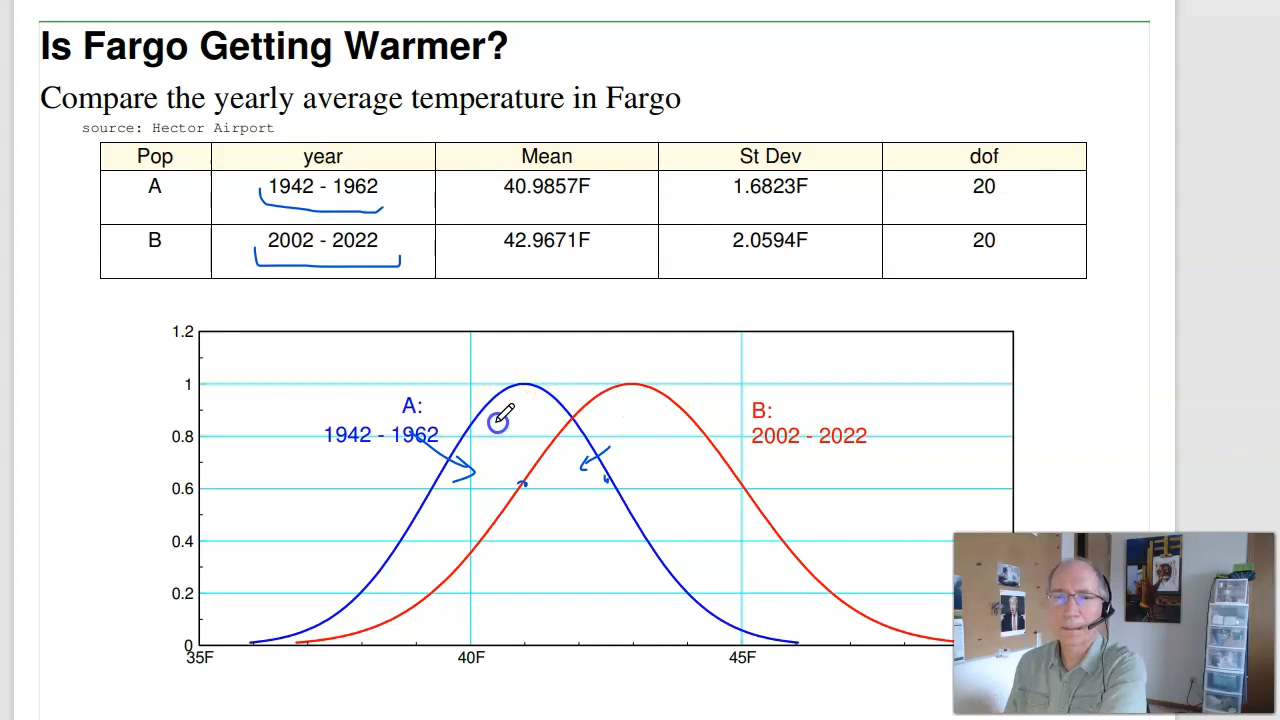 Is Fargo Getting Warmer?
Compare the yearly average temperature in Fargo
source: Hector Airport
Pop year Mean St Dev dof
A 1942 - 1962 40.9857F 1.6823F 20
B 2002 - 2022 42.9671F 2.0594F 20
1.2
1
A:
B:
0.8
1942 - 1962
2002 - 2022
0.6
0.4
0.2
0
35F 40F 45F